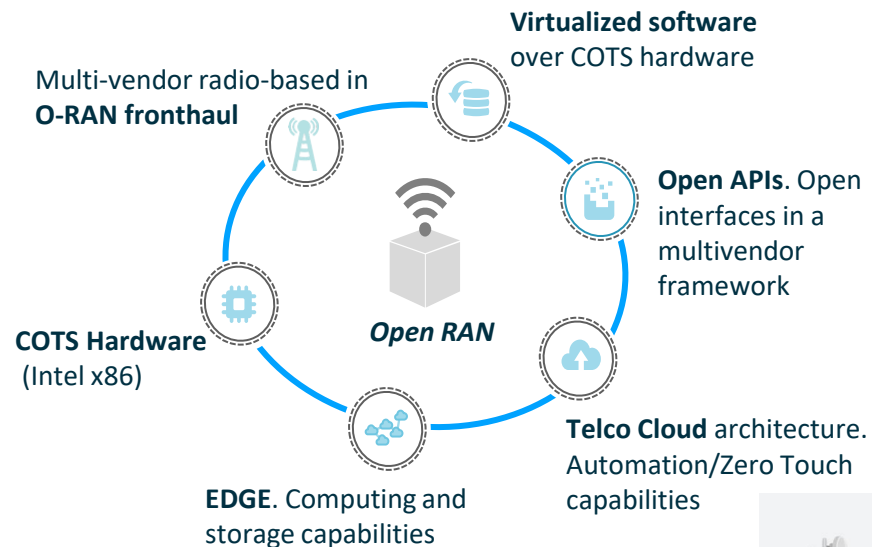 Virtualized software
over COTS hardware
Multi-vendor radio-based in
O-RAN fronthaul
Open APIs. Open
interfaces in a
multivendor
framework
Open RAN
COTS Hardware
(Intel x86)
Telco Cloud architecture.
Automation/Zero Touch
capabilities
EDGE. Computing and
storage capabilities